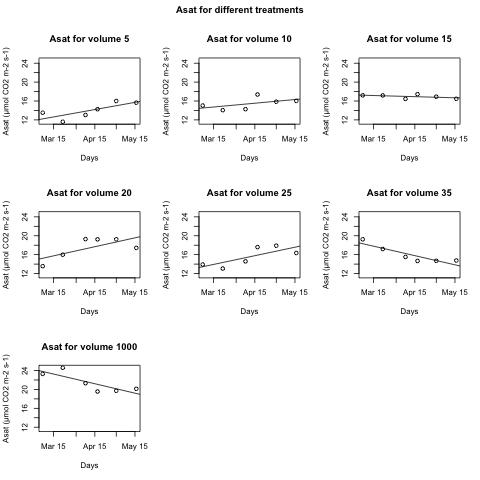 Asat for different treatments
Asat for volume 5
Asat (μmol CO2 m-2 s-1)
24
20
16
12
Mar 15
Apr 15
May 15
Days
Asat for volume 10
Asat (μmol CO2 m-2 s-1)
24
20
16
12
Mar 15
Apr 15
May 15
Days
Asat for volume 15
Asat (μmol CO2 m-2 s-1)
24
20
16
12
Mar 15
Apr 15
May 15
Days
Asat for volume 20
Asat (μmol CO2 m-2 s-1)
24
20
16
12
Mar 15
Apr 15
May 15
Days
Asat for volume 25
Asat (μmol CO2 m-2 s-1)
24
20
16
12
Mar 15
Apr 15
May 15
Days
Asat for volume 35
Asat (μmol CO2 m-2 s-1)
24
20
16
12
Mar 15
Apr 15
May 15
Days
Asat for volume 1000
Asat (μmol CO2 m-2 s-1)
24
20
16
12
Mar 15
Apr 15
May 15
Days